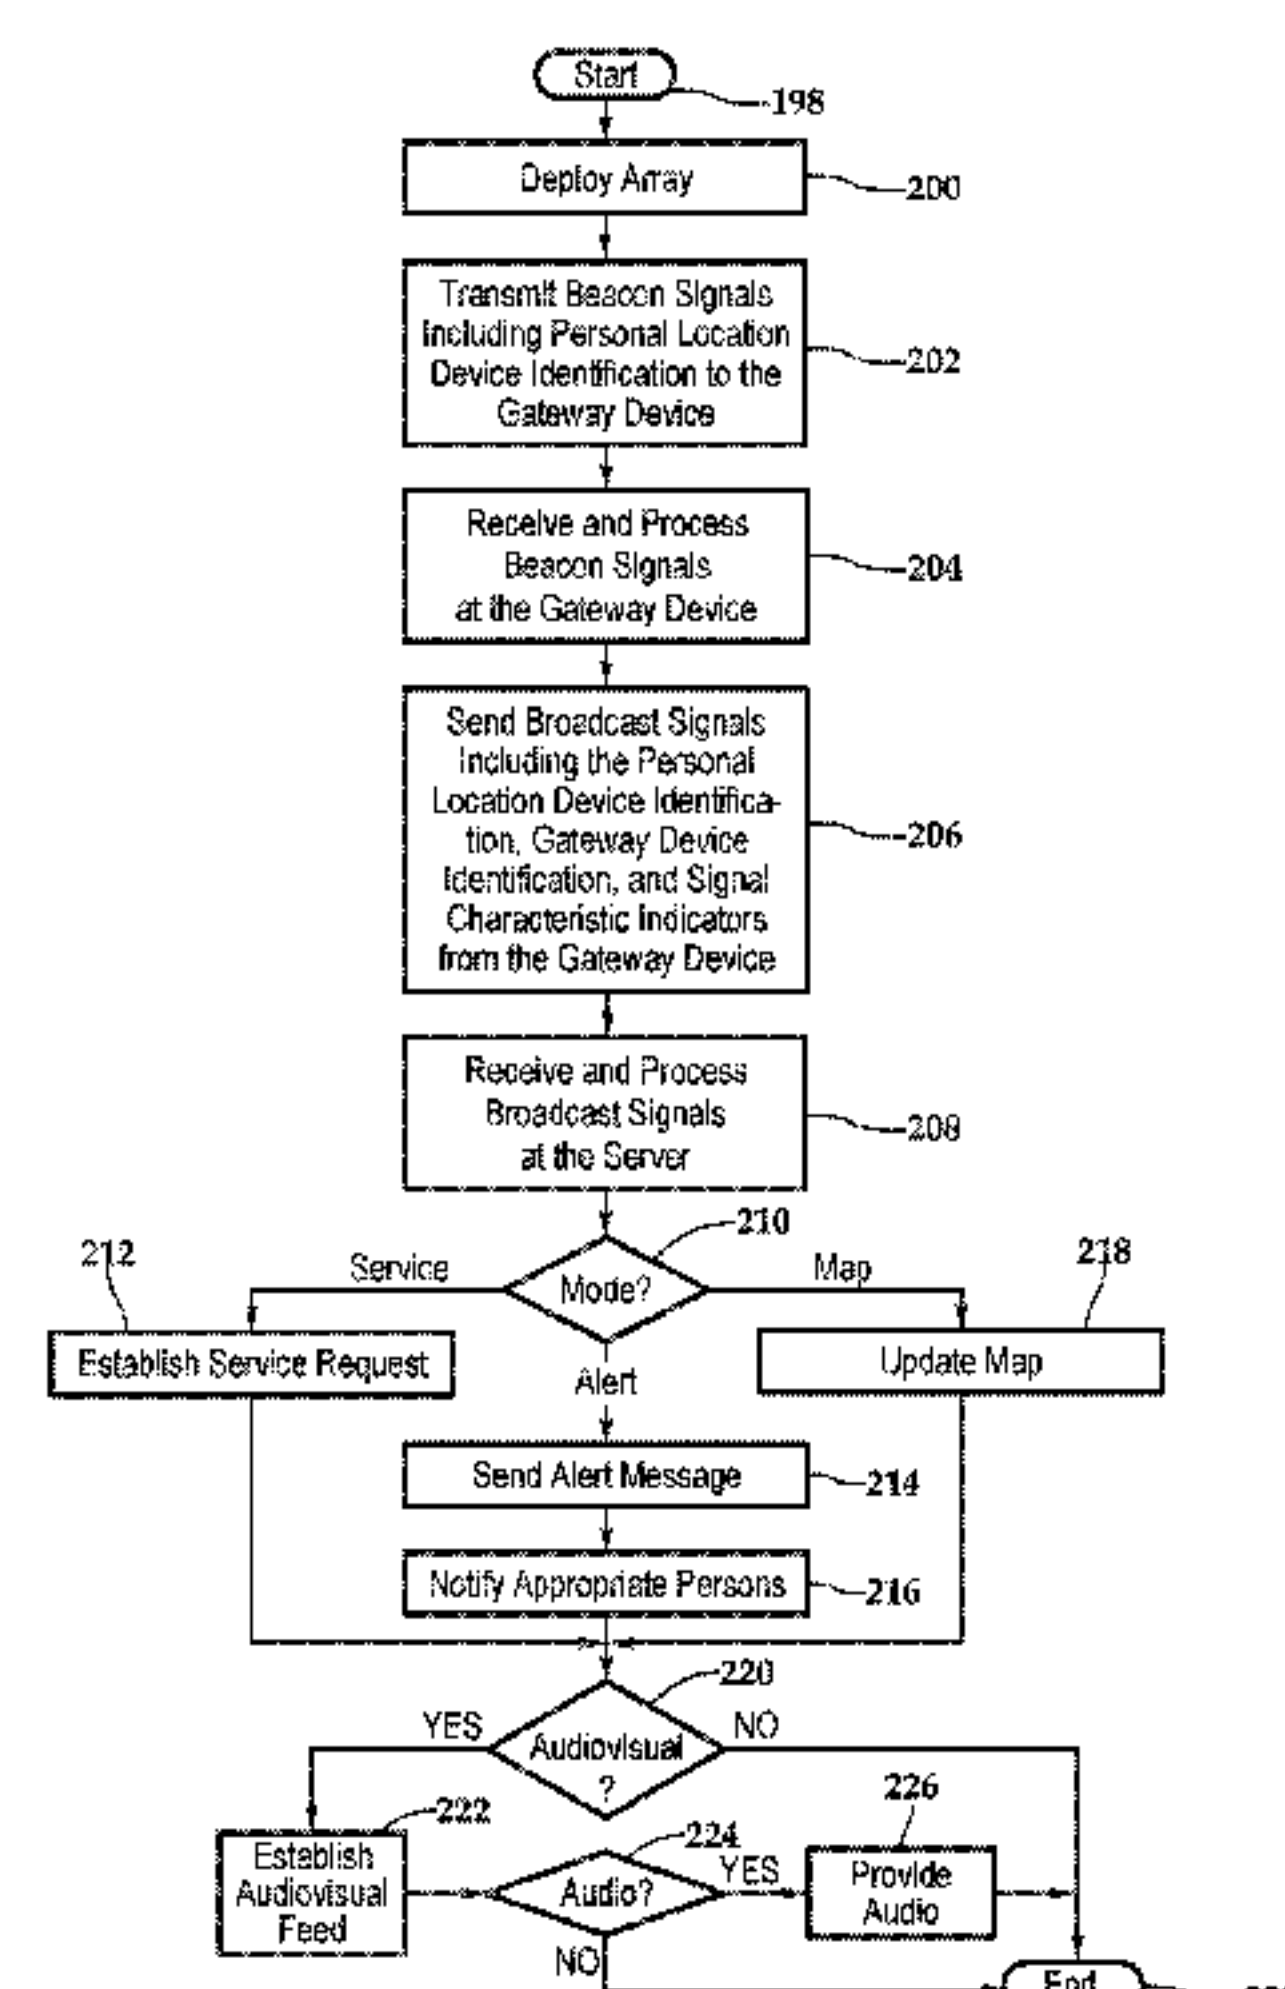 Start
198
Deploy Array
200
Transmit Beacon Signals
Including Personal Location
Device Identification to the
Gateway Device
202
Receive and Process
Beacon Signals
at the Gateway Device
204
Send Broadcast Signals
Including the Personal
Location Device Identifica-
tion, Gateway Device
Identification, and Signal
Characteristic Indicators
from the Gateway Device
206
Receive and Process
Broadcast Signals
at the Server
208
210
212
Service
Mode?
Map
218
Establish Service Request
Update Map
Alert
Send Alert Message
214
Notify Appropriate Persons
216
220
YES
Audiovisual
?
NO
222
Establish
Audiovisual
Feed
224
Audio?
YES
226
Provide
Audio
NO
End